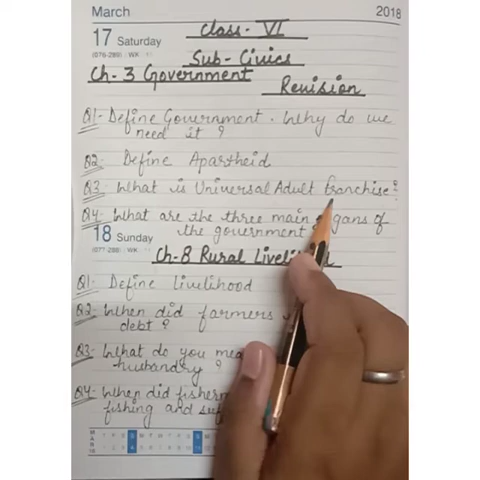 March 2018
17 Saturday
Class - VI
Sub - Civics
Ch-3 Government
Revision
Q1- Define Government. Why do we
need it?
Q2- Define Apartheid
Q3- What is Universal Adult Franchise?
Q4- What are the three main organs of
the government
18 Sunday
Ch-8 Rural
Q1- Define Livelihood
Q2- When did farmers
debt?
Q3- What do you
husbandry?
Q4- When did
fishing and